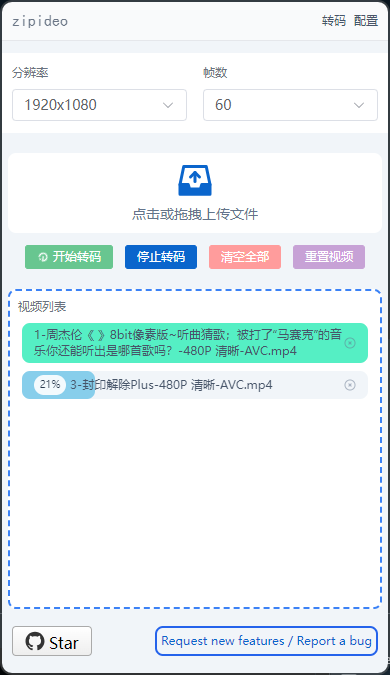 zipideo
转码 配置
分辨率 帧数
1920x1080 60
点击或拖拽上传文件
开始转码 停止转码 清空全部 重置视频
视频列表
1-周杰伦《 》8bit像素版~听曲猜歌；被打了“马赛克”的音
乐你还能听出是哪首歌吗？-480P 清晰-AVC.mp4
21% 3-封印解除Plus-480P 清晰-AVC.mp4
Star
Request new features / Report a bug